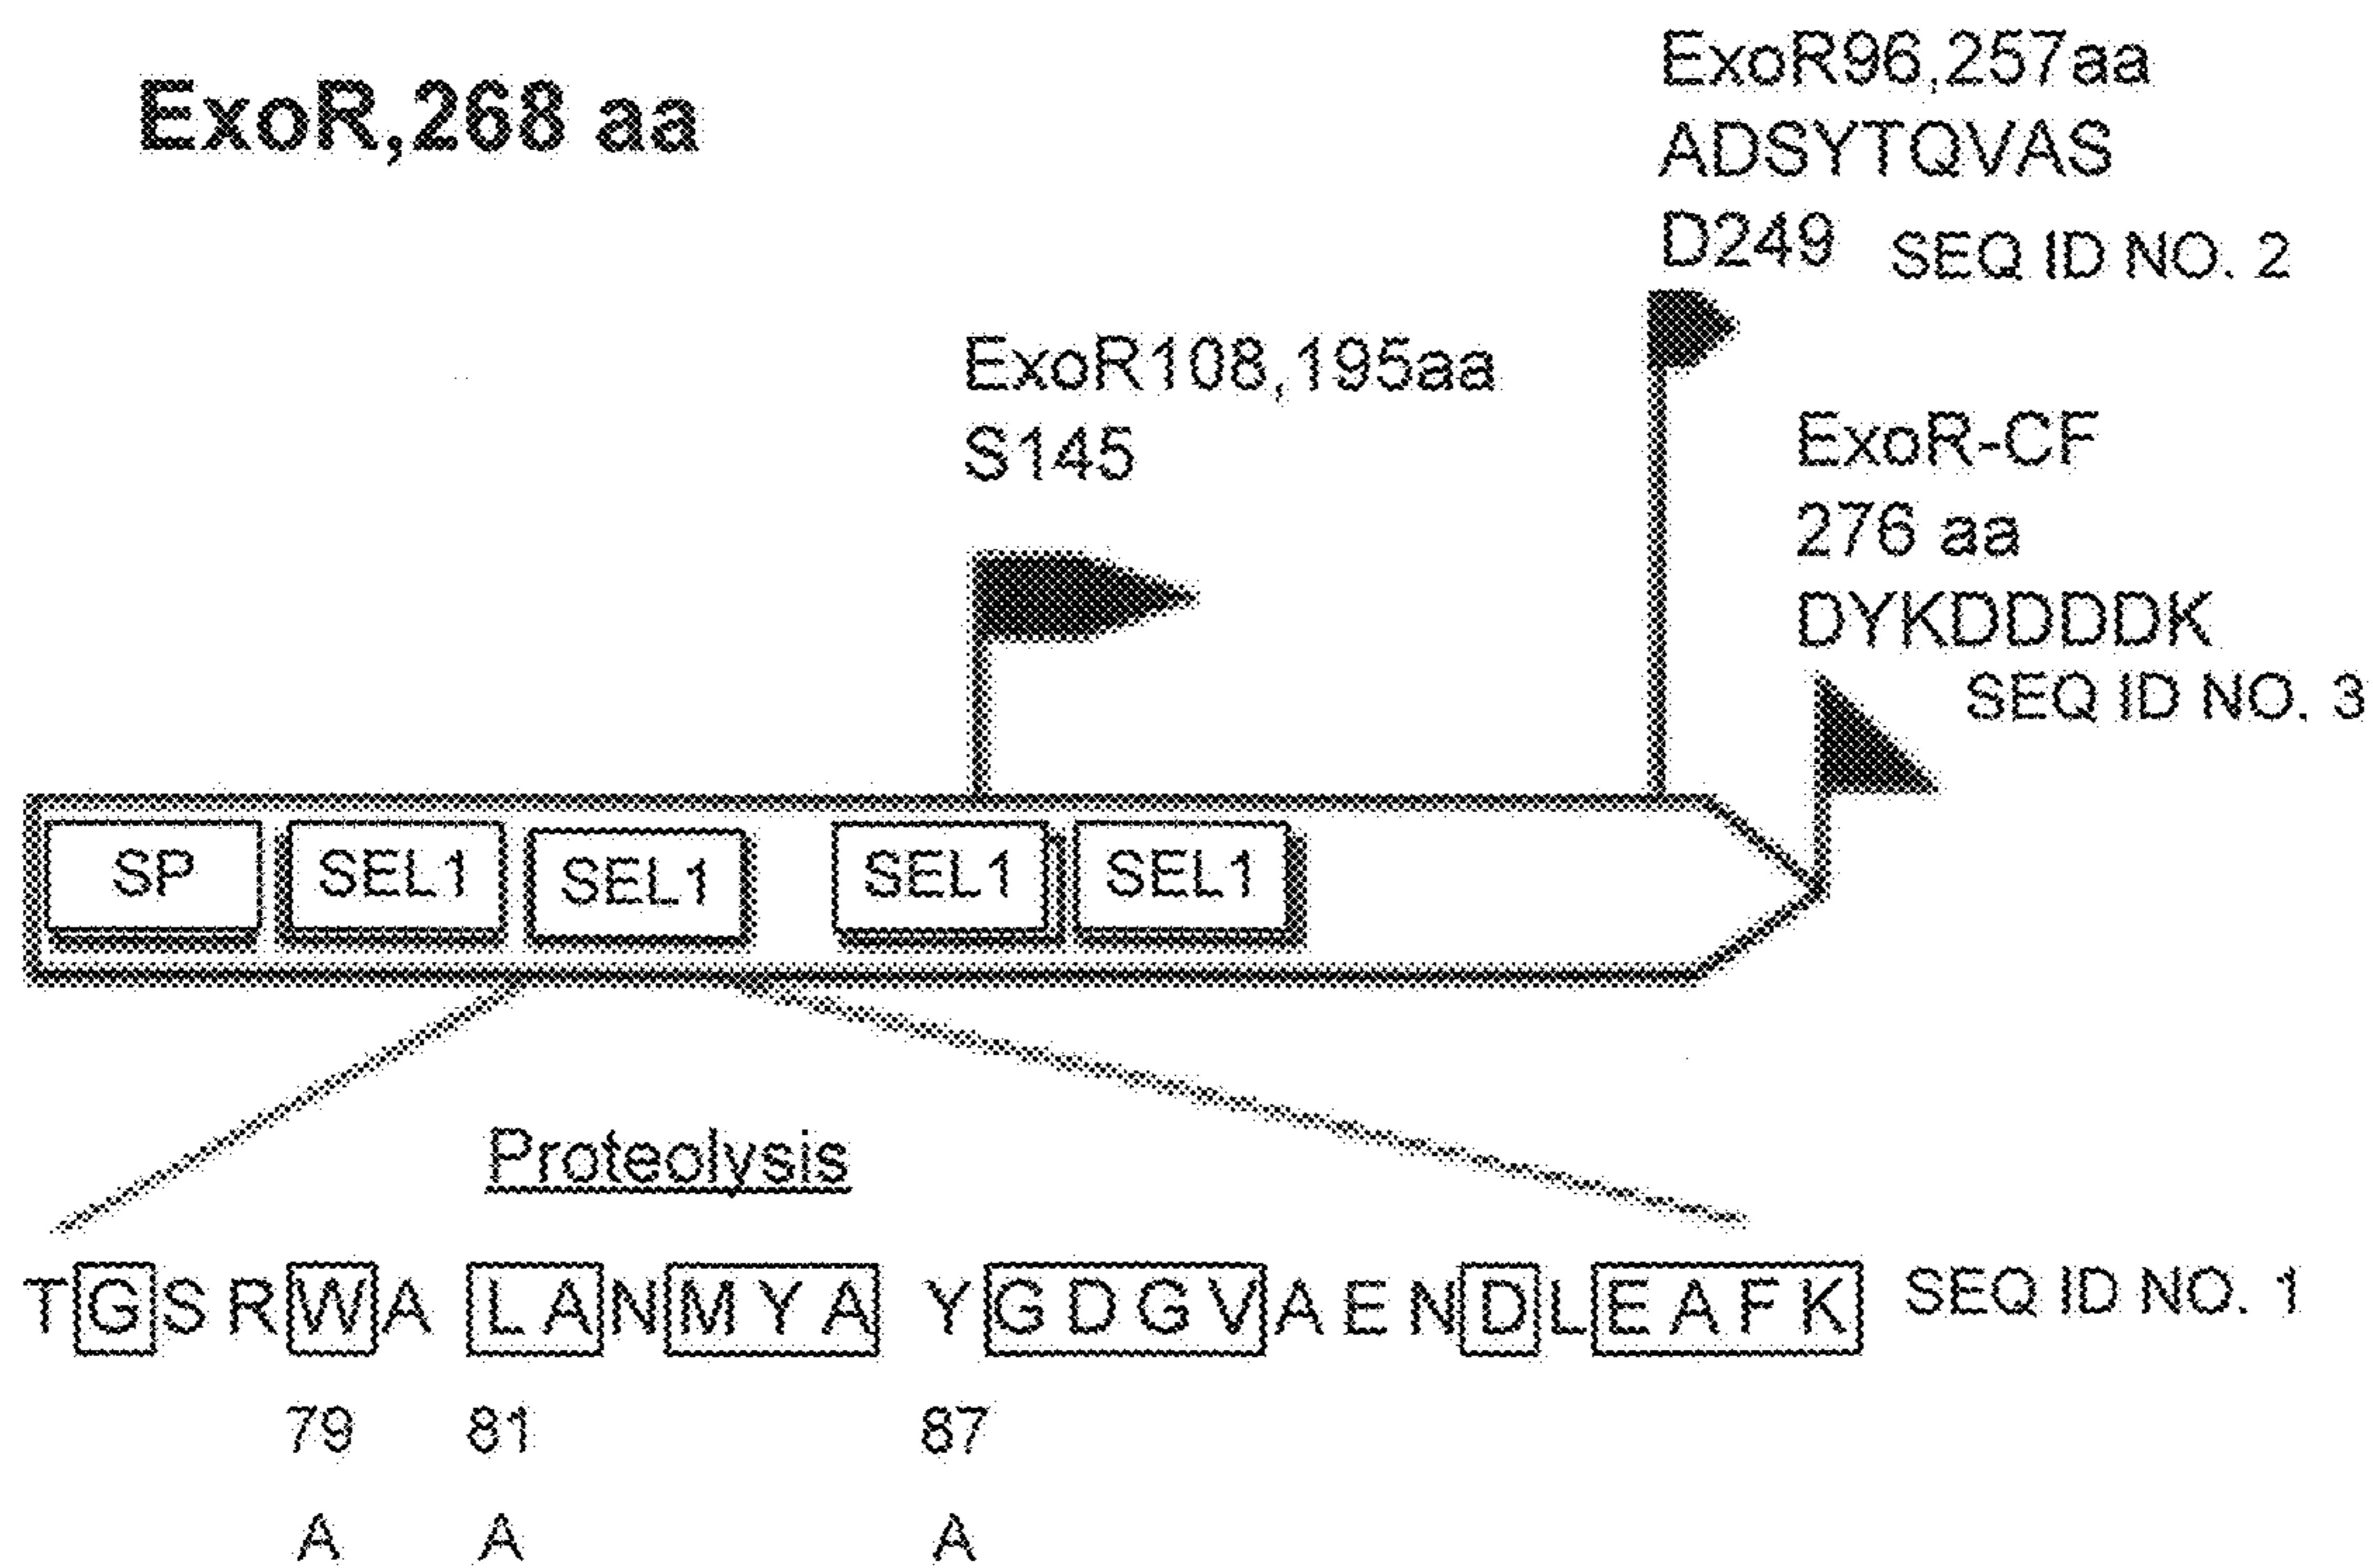 ExoR,268 aa
ExoR96,257aa
ADSYTQVAS
D249 SEQ ID NO. 2
ExoR108,195aa
S145
ExoR-CF
276 aa
DYKDDDDK
SEQ ID NO. 3
SP SEL1 SEL1 SEL1 SEL1
Proteolysis
TGSRWA LANMYA YGDGVAENDLEAFK SEQ ID NO. 1
79 81 87
A A A